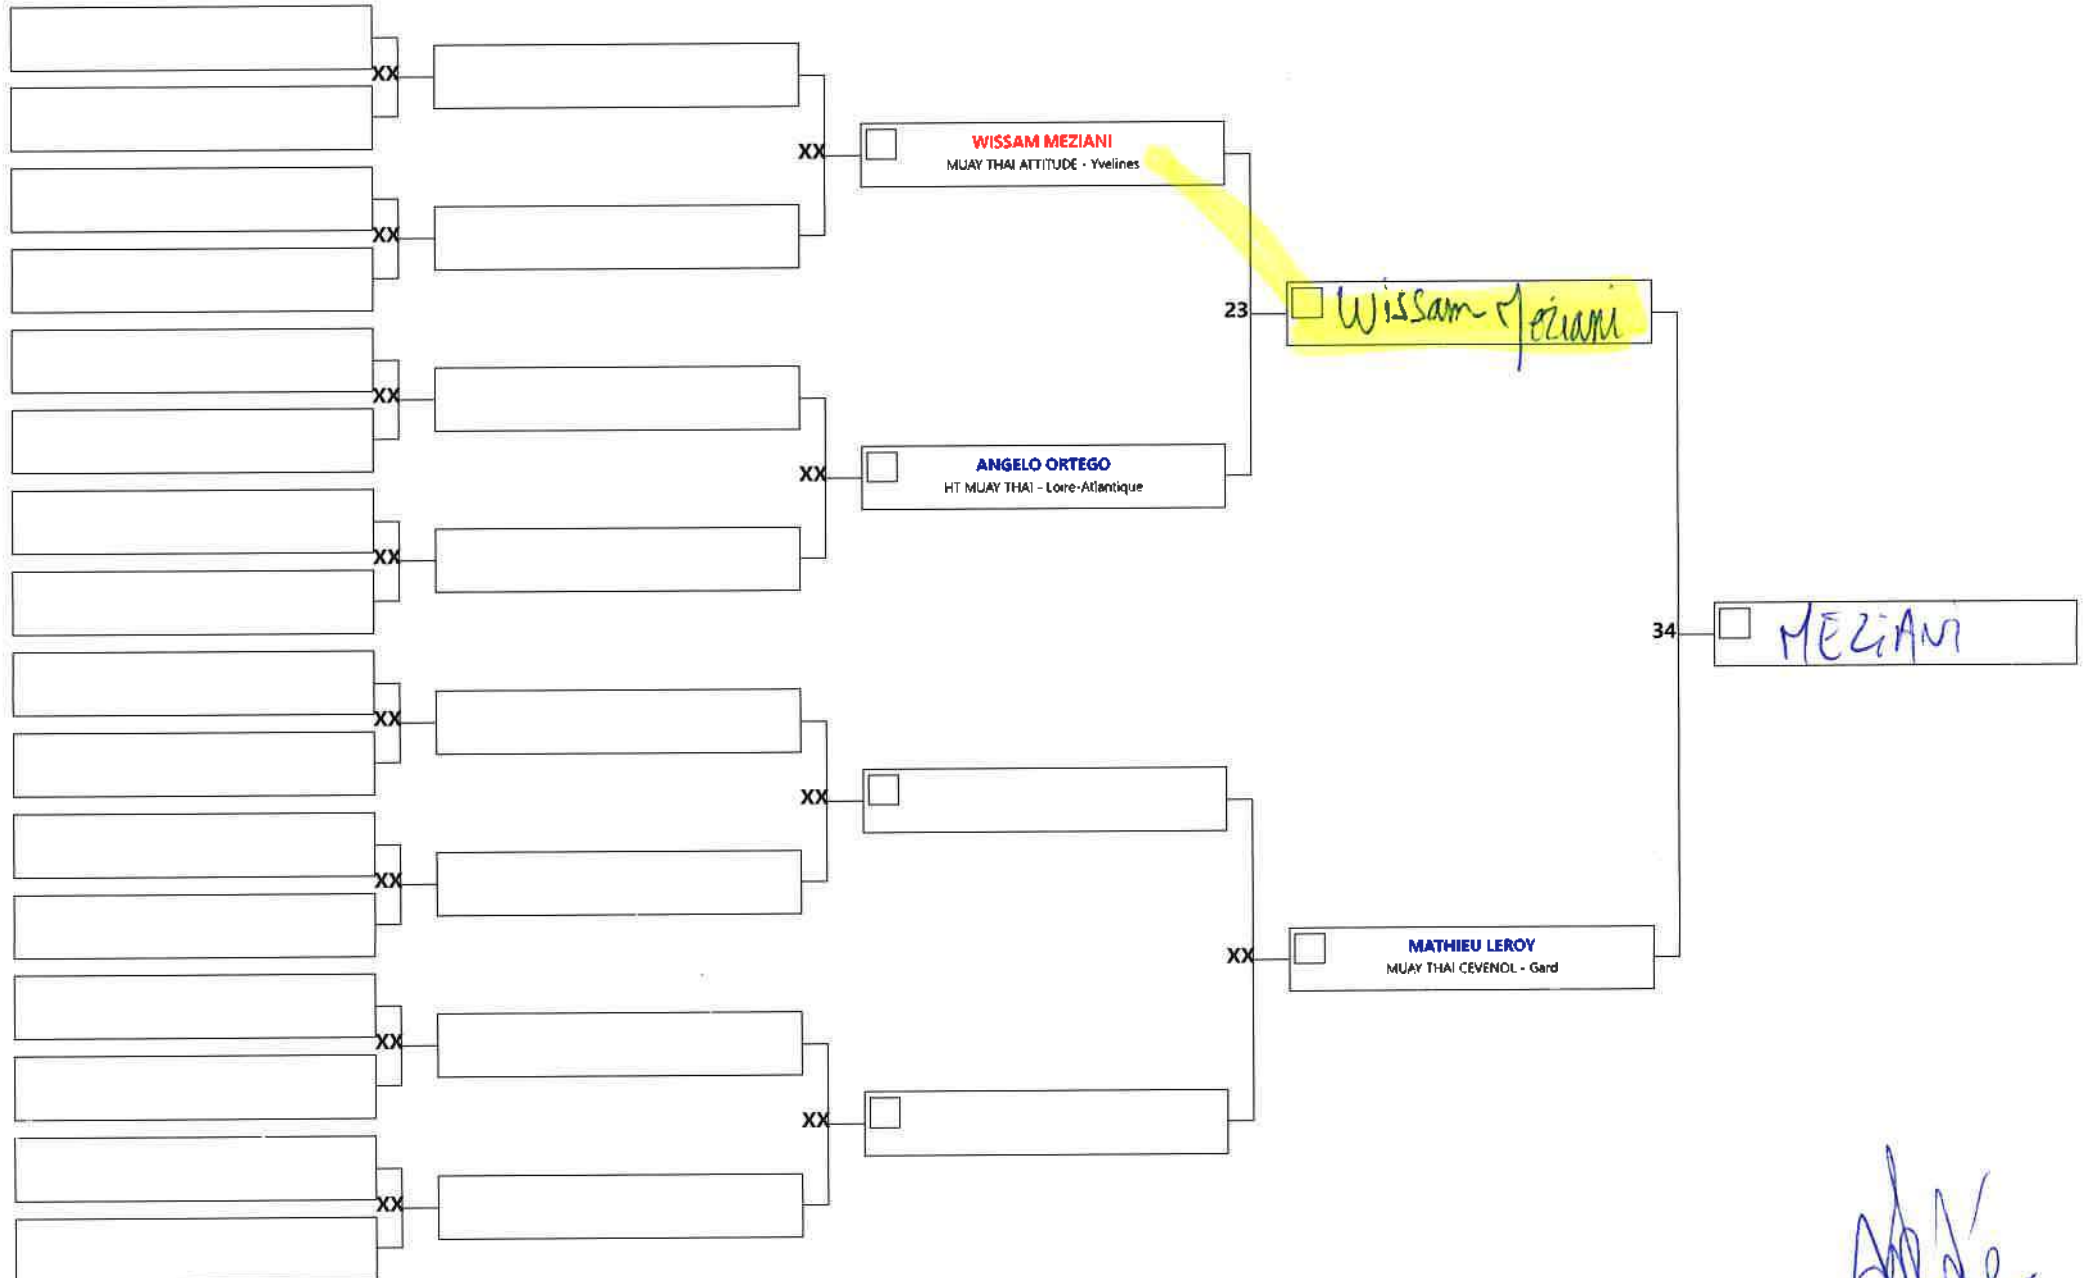 XX
XX
WISSAM MEZIANI
MUAY THAI ATTITUDE - Yvelines
XX
XX
23
Wissam Meziani
XX
XX
ANGELO ORTEGO
HT MUAY THAI - Loire-Atlantique
XX
34
MEZIANI
XX
XX
XX
XX
MATHIEU LEROY
MUAY THAI CEVENOL - Gard
XX
XX
XX